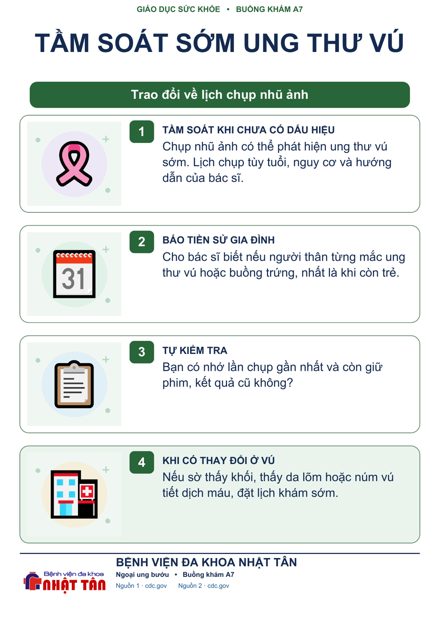 GIÁO DỤC SỨC KHỎE • BUỒNG KHÁM A7
TẦM SOÁT SỚM UNG THƯ VÚ
Trao đổi về lịch chụp nhũ ảnh
1
TẦM SOÁT KHI CHƯA CÓ DẤU HIỆU
Chụp nhũ ảnh có thể phát hiện ung thư vú
sớm. Lịch chụp tùy tuổi, nguy cơ và hướng
dẫn của bác sĩ.
31
2
BÁO TIỀN SỬ GIA ĐÌNH
Cho bác sĩ biết nếu người thân từng mắc ung
thư vú hoặc buồng trứng, nhất là khi còn trẻ.
3
TỰ KIỂM TRA
Bạn có nhớ lần chụp gần nhất và còn giữ
phim, kết quả cũ không?
4
KHI CÓ THAY ĐỔI Ở VÚ
Nếu sờ thấy khối, thấy da lõm hoặc núm vú
tiết dịch máu, đặt lịch khám sớm.
Bệnh viện đa khoa
NHẬT TÂN
BỆNH VIỆN ĐA KHOA NHẬT TÂN
Ngoại ung bướu • Buồng khám A7
Nguồn 1 · cdc.gov Nguồn 2 · cdc.gov